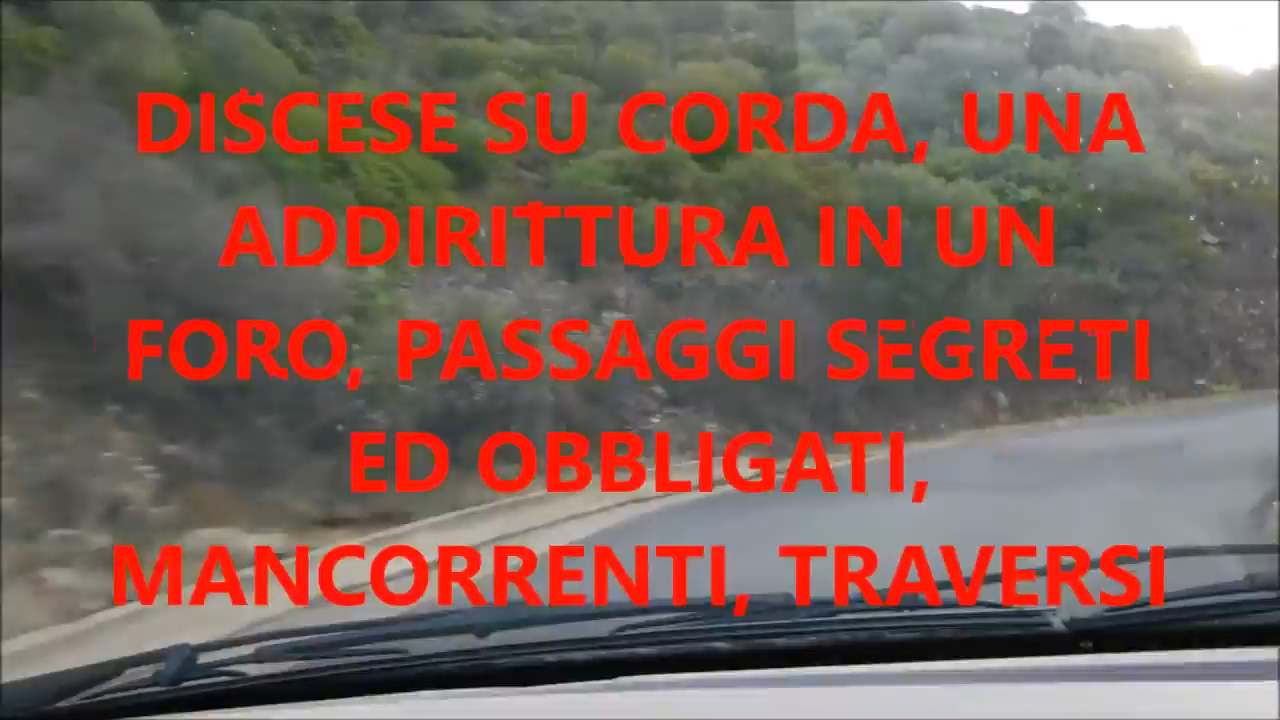 DISCESE SU CORDA, UNA
ADDIRITTURA IN UN
FORO, PASSAGGI SEGRETI
ED OBBLIGATI,
MANCORRENTI, TRAVERSI